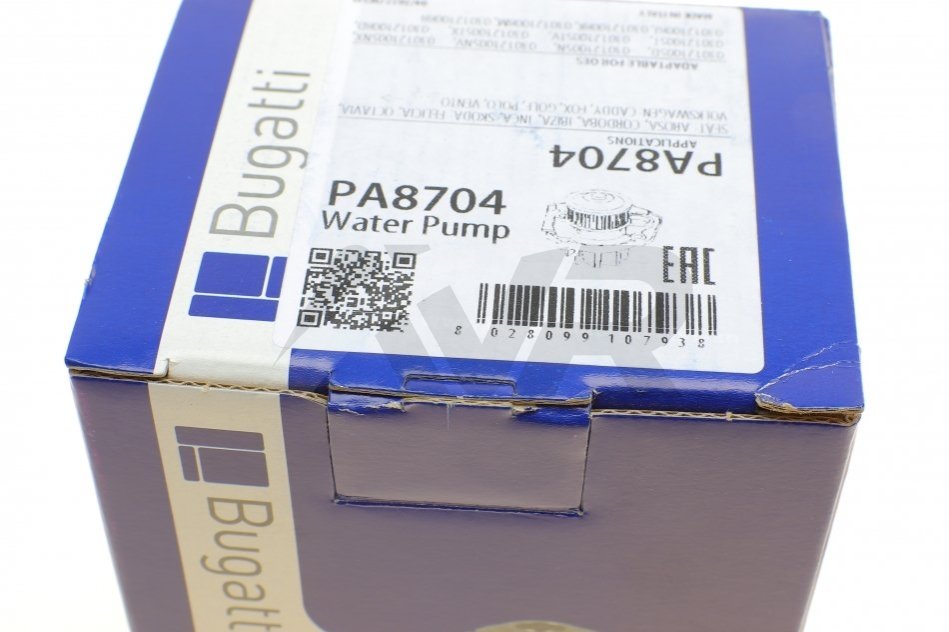 Bugatti
PA8704
Water Pump
EAC
8 028099 107938
PA8704
APPLICATIONS
SEAT AROSA, CORDOBA, IBIZA, INCA, SKODA FELICIA, OCTAVIA,
VOLKSWAGEN CADDY, FOX, GOLF, POLO, VENTO
ADAPTABLE FOR OES
MADE IN ITALY
AVR
Bugatti